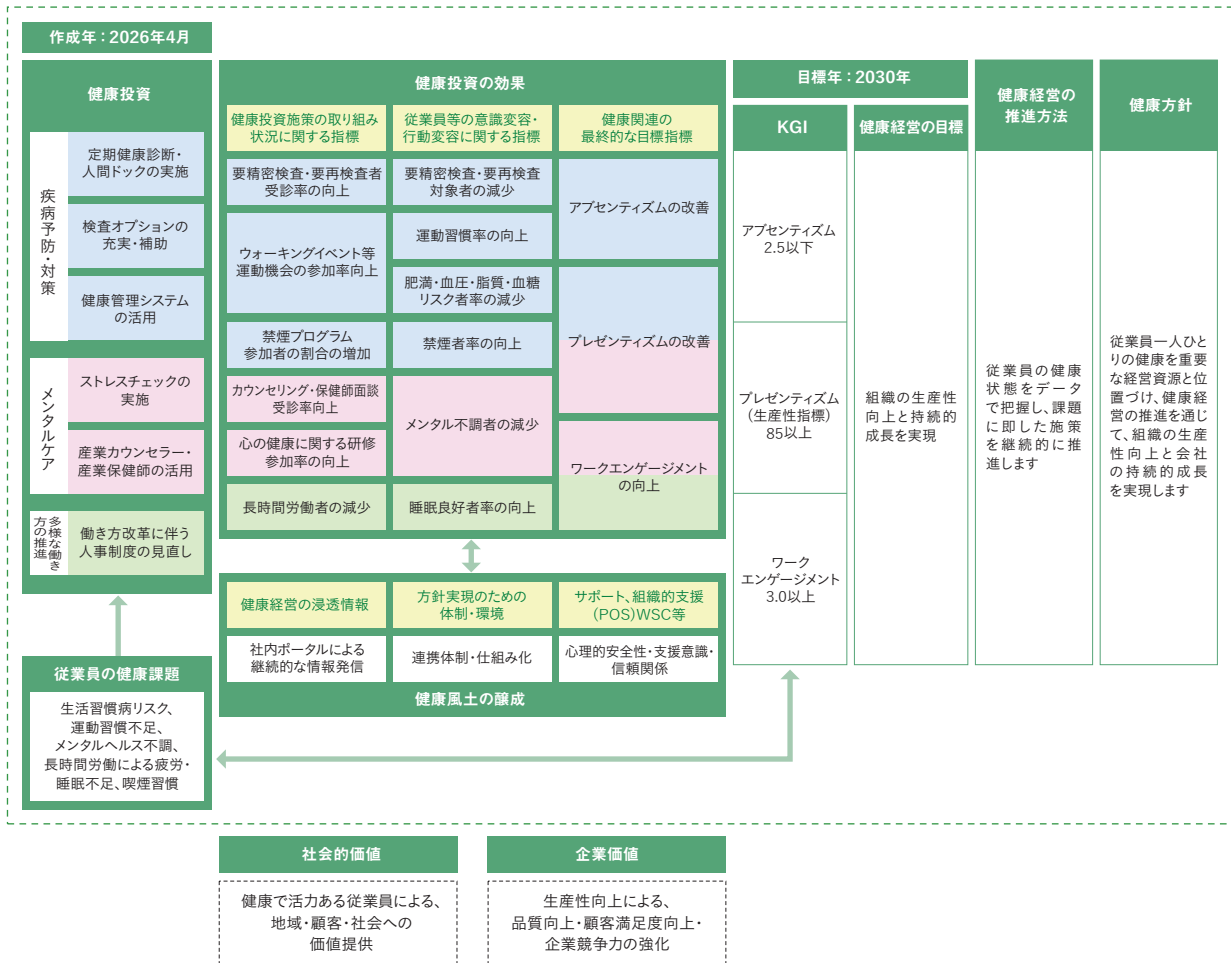 作成年：2026年4月
健康投資
疾病予防・対策
定期健康診断・
人間ドックの実施
検査オプションの
充実・補助
健康管理システム
の活用
メンタルケア
ストレスチェックの
実施
産業カウンセラー・
産業保健師の活用
多様な働き
方の推進
働き方改革に伴う
人事制度の見直し
従業員の健康課題
生活習慣病リスク、
運動習慣不足、
メンタルヘルス不調、
長時間労働による疲労・
睡眠不足、喫煙習慣
健康投資の効果
健康投資施策の取り組み
状況に関する指標
要精密検査・要再検査者
受診率の向上
ウォーキングイベント等
運動機会の参加率向上
禁煙プログラム
参加者の割合の増加
カウンセリング・保健師面談
受診率向上
心の健康に関する研修
参加率の向上
長時間労働者の減少
従業員等の意識変容・
行動変容に関する指標
要精密検査・要再検査
対象者の減少
運動習慣率の向上
肥満・血圧・脂質・血糖
リスク者率の減少
禁煙者率の向上
メンタル不調者の減少
睡眠良好者率の向上
健康関連の
最終的な目標指標
アブセンティズムの改善
プレゼンティズムの改善
ワークエンゲージメント
の向上
健康経営の浸透情報
社内ポータルによる
継続的な情報発信
方針実現のための
体制・環境
連携体制・仕組み化
サポート、組織的支援
(POS)WSC等
心理的安全性・支援意識・
信頼関係
健康風土の醸成
目標年：2030年
KGI
アブセンティズム
2.5以下
プレゼンティズム
(生産性指標)
85以上
ワーク
エンゲージメント
3.0以上
健康経営の目標
組織の生産性
向上と持続的
成長を実現
健康経営の
推進方法
従業員の健康
状態をデータ
で把握し、課題
に即した施策
を継続的に推
進します
健康方針
従業員一人ひと
りの健康を重要
な経営資源と位
置づけ、健康経
営の推進を通じ
て、組織の生産
性向上と会社
の持続的成長
を実現します
社会的価値
健康で活力ある従業員による、
地域・顧客・社会への
価値提供
企業価値
生産性向上による、
品質向上・顧客満足度向上・
企業競争力の強化